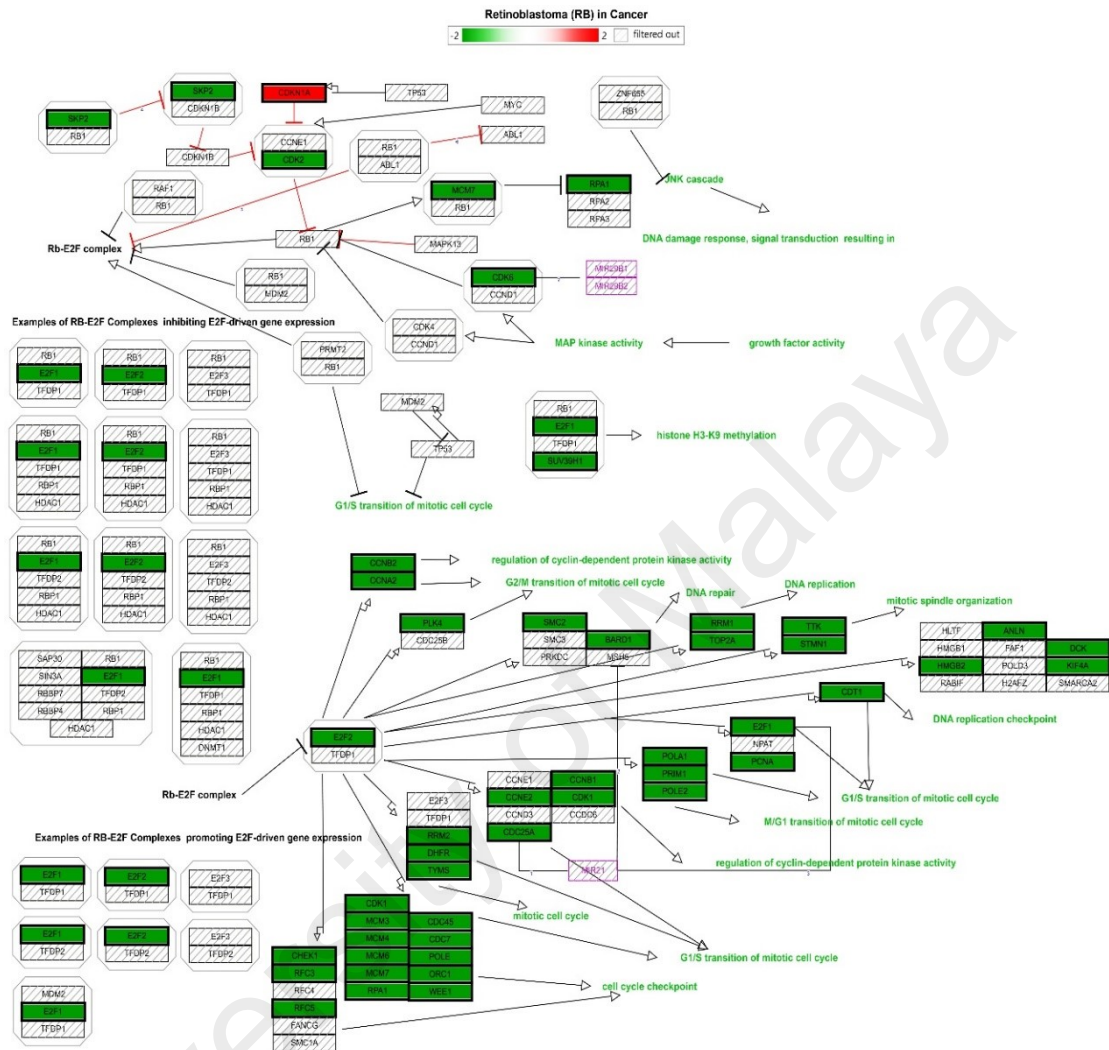 Retinoblastoma (RB) in Cancer
-2 2 filtered out
SKP2
CDKN1B
CDKN1A
TP53
MYC
ZNF655
RB1
SKP2
RB1
CDKN1B
CCNE1
CDK2
RB1
ABL1
ABL1
JNK cascade
RAF1
RB1
MCM7
RB1
RPA1
RPA2
RPA3
Rb-E2F complex
RB1
MAPK13
DNA damage response, signal transduction resulting in
RB1
MDM2
CDK6
CCND1
MIR29B1
MIR29B2
Examples of RB-E2F Complexes inhibiting E2F-driven gene expression
CDK4
CCND1
MAP kinase activity
growth factor activity
PRMT2
RB1
RB1
E2F1
TFDP1
RB1
E2F2
TFDP1
RB1
E2F3
TFDP1
MDM2
TP53
RB1
E2F1
TFDP1
SUV39H1
histone H3-K9 methylation
RB1
E2F1
TFDP1
RBP1
HDAC1
RB1
E2F2
TFDP1
RBP1
HDAC1
RB1
E2F3
TFDP1
RBP1
HDAC1
G1/S transition of mitotic cell cycle
RB1
E2F1
TFDP2
RBP1
HDAC1
RB1
E2F2
TFDP2
RBP1
HDAC1
RB1
E2F3
TFDP2
RBP1
HDAC1
CCNA2
regulation of cyclin-dependent protein kinase activity
G2/M transition of mitotic cell cycle
PLK4
CDC25B
DNA repair
DNA replication
mitotic spindle organization
SMC2
SMC3
PRKDC
BARD1
MSH6
RRM1
TOP2A
TTK
STMN1
HLTF
HMGB1
HMGB2
RABIF
ANLN
FAF1
POLD3
H2AFZ
DCK
KIF4A
SMARCA2
SAP30
SIN3A
RBBP7
RBBP4
RB1
E2F1
TFDP2
RBP1
HDAC1
RB1
E2F1
TFDP1
RBP1
HDAC1
DNMT1
CDT1
DNA replication checkpoint
E2F2
TFDP1
E2F1
NPAT
PCNA
POLA1
PRIM1
POLE2
Rb-E2F complex
G1/S transition of mitotic cell cycle
M/G1 transition of mitotic cell cycle
CCNE1
CCNE2
CCND3
CDC25A
CCNB1
CDK1
CCDC6
E2F3
TFDP1
RRM2
DHFR
TYMS
Examples of RB-E2F Complexes promoting E2F-driven gene expression
regulation of cyclin-dependent protein kinase activity
MIR21
E2F1
TFDP1
E2F2
TFDP1
E2F3
TFDP1
mitotic cell cycle
CDK1
MCM3
MCM4
MCM6
MCM7
RPA1
CDC45
CDC7
POLE
ORC1
WEE1
E2F1
TFDP2
E2F2
TFDP2
E2F3
TFDP2
G1/S transition of mitotic cell cycle
CHEK1
RFC3
RFC4
RFC5
FANCG
SMC1A
cell cycle checkpoint
MDM2
E2F1
TFDP1
University of Malaya